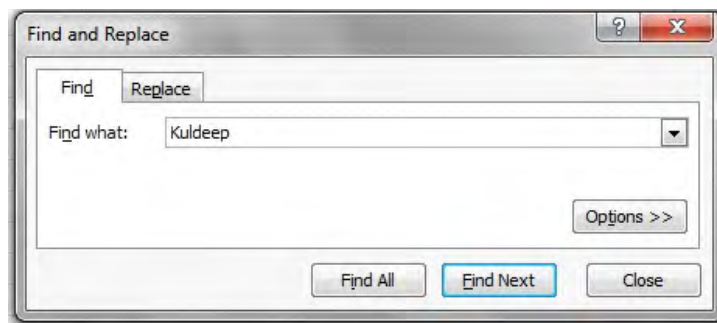 Find and Replace
Find Replace
Find what: Kuldeep
Options >>
Find All Find Next Close